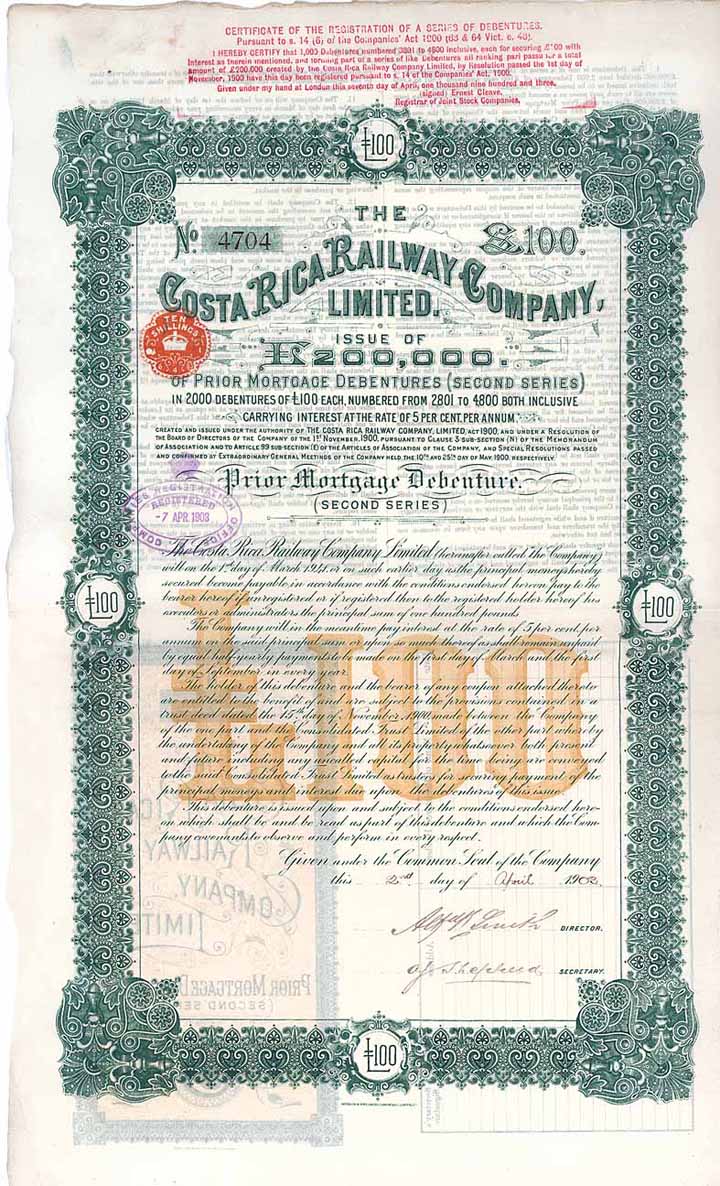 CERTIFICATE OF THE REGISTRATION OF A SERIES OF DEBENTURES.
Pursuant to s. 14 (6) of the Companies' Act 1900 (63 & 64 Vict. c. 48).
I HEREBY CERTIFY that 1,000 Debentures numbered 3801 to 4800 inclusive, each for securing £100 with
Interest as therein mentioned, and forming part of a series of like Debentures all ranking pari passu for a total
amount of £200,000 created by the Costa Rica Railway Company Limited, by Resolution passed the 1st day of
November, 1900 have this day been registered pursuant to s. 14 of the Companies' Act, 1900.
Given under my hand at London this seventh day of April, one thousand nine hundred and three.
(signed) Ernest Cleave,
Registrar of Joint Stock Companies.
£100
THE
No 4704
£100.
COSTA RICA RAILWAY COMPANY,
LIMITED.
TEN
SHILLINGS
ISSUE OF
£200,000.
OF PRIOR MORTGAGE DEBENTURES (SECOND SERIES)
IN 2000 DEBENTURES OF £100 EACH, NUMBERED FROM 2801 TO 4800 BOTH INCLUSIVE
CARRYING INTEREST AT THE RATE OF 5 PER CENT. PER ANNUM.
CREATED AND ISSUED UNDER THE AUTHORITY OF THE COSTA RICA RAILWAY COMPANY, LIMITED, ACT 1900, AND UNDER A RESOLUTION OF
THE BOARD OF DIRECTORS OF THE COMPANY OF THE 1ST NOVEMBER, 1900, PURSUANT TO CLAUSE 3 SUB-SECTION (N) OF THE MEMORANDUM
OF ASSOCIATION AND TO ARTICLE 99 SUB-SECTION (E) OF THE ARTICLES OF ASSOCIATION OF THE COMPANY, AND SPECIAL RESOLUTIONS PASSED
AND CONFIRMED AT EXTRAORDINARY GENERAL MEETINGS OF THE COMPANY HELD THE 10TH AND 25TH DAY OF MAY. 1900. RESPECTIVELY
Prior Mortgage Debenture.
(SECOND SERIES)
COMPANIES REGISTRATION OFFICE
REGISTERED
-7 APR.1903
The Costa Rica Railway Company Limited (hereinafter called the Company)
will on the 1st day of March 1941 or on such earlier day as the principal moneys hereby
secured become payable in accordance with the conditions endorsed hereon pay to the
bearer hereof if unregistered or if registered then to the registered holder hereof his
executors or administrators the principal sum of one hundred pounds.
The Company will in the meantime pay interest at the rate of 5 per cent. per
annum on the said principal sum or upon so much thereof as shall remain unpaid
by equal half-yearly payments to be made on the first day of March and the first
day of September in every year.
The holder of this debenture and the bearer of any coupon attached thereto
are entitled to the benefit of and are subject to the provisions contained in a
trust deed dated the 15th day of November 1900 made between the Company
of the one part and the Consolidated Trust Limited of the other part whereby
the undertaking of the Company and all its property whatsoever both present
and future including any uncalled capital for the time being are conveyed
to the said Consolidated Trust Limited as trustees for securing payment of the
principal moneys and interest due upon the debentures of this issue.
This debenture is issued upon and subject to the conditions endorsed here-
on which shall be and be read as part of this debenture and which the Com-
pany covenants to observe and perform in every respect.
£100
£100
£100
Given under the Common Seal of the Company
this 2nd day of April 1903.
DIRECTOR.
SECRETARY.
£100